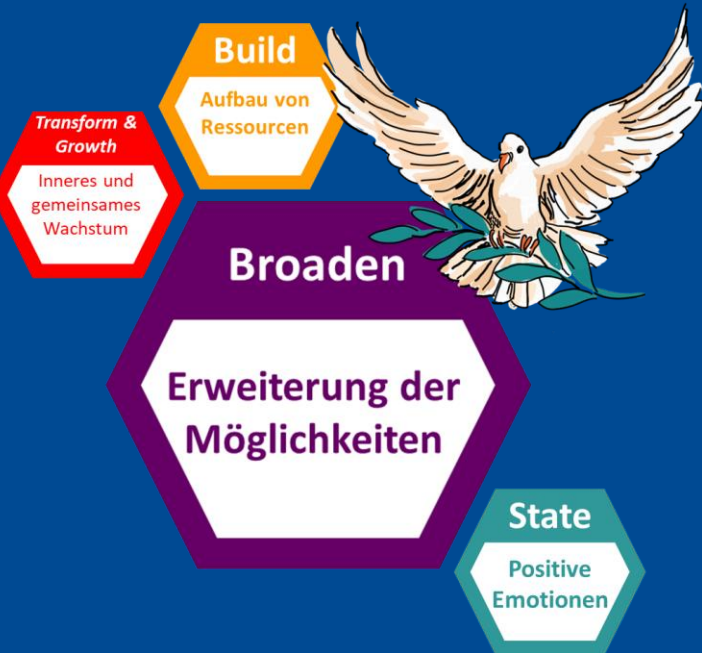 Build
Aufbau von
Ressourcen
Transform &
Growth
Inneres und
gemeinsames
Wachstum
Broaden
Erweiterung der
Möglichkeiten
State
Positive
Emotionen